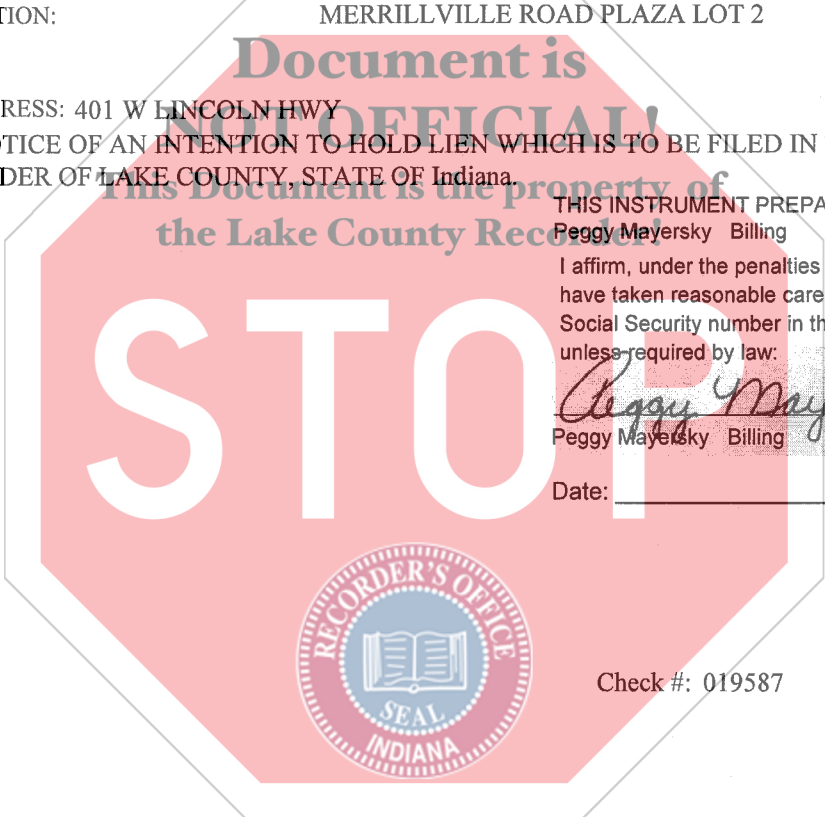 TION: MERRILLVILLE ROAD PLAZA LOT 2
Document is
RESS: 401 W LINCOLN HWY
NOT OFFICIAL!
TICE OF AN INTENTION TO HOLD LIEN WHICH IS TO BE FILED IN
DER OF LAKE COUNTY, STATE OF Indiana.
This Document is the property of
the Lake County Recorder!
THIS INSTRUMENT PREPA
Peggy Mayersky Billing
I affirm, under the penalties
have taken reasonable care
Social Security number in th
unless required by law:
Peggy May
Peggy Mayersky Billing
Date:
STOP
RECORDER'S OFFICE
SEAL
INDIANA
Check #: 019587